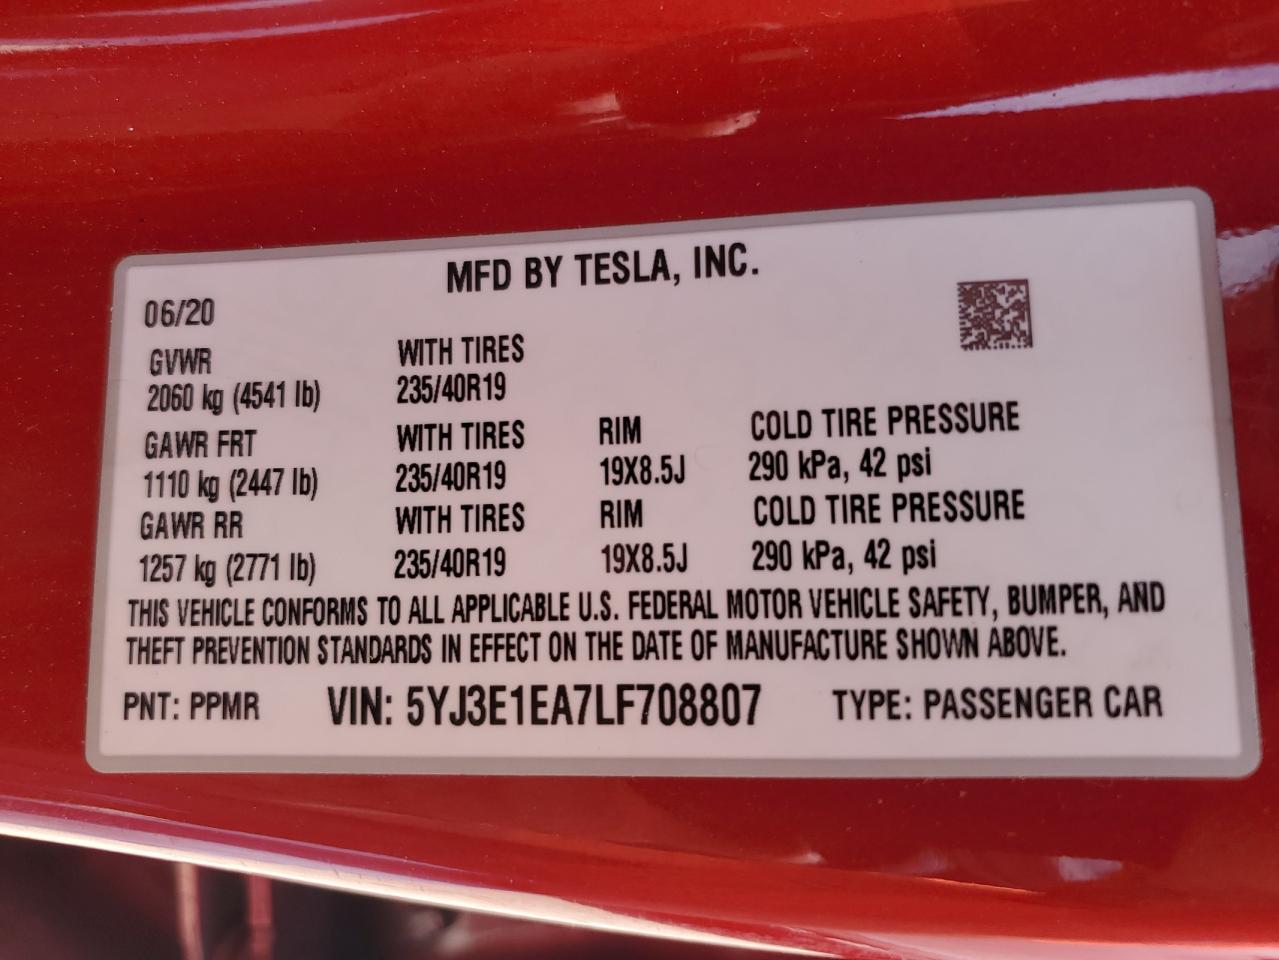 MFD BY TESLA, INC.
06/20
GVWR WITH TIRES
2060 kg (4541 lb) 235/40R19
GAWR FRT WITH TIRES RIM COLD TIRE PRESSURE
1110 kg (2447 lb) 235/40R19 19X8.5J 290 kPa, 42 psi
GAWR RR WITH TIRES RIM COLD TIRE PRESSURE
1257 kg (2771 lb) 235/40R19 19X8.5J 290 kPa, 42 psi
THIS VEHICLE CONFORMS TO ALL APPLICABLE U.S. FEDERAL MOTOR VEHICLE SAFETY, BUMPER, AND
THEFT PREVENTION STANDARDS IN EFFECT ON THE DATE OF MANUFACTURE SHOWN ABOVE.
PNT: PPMR VIN: 5YJ3E1EA7LF708807 TYPE: PASSENGER CAR